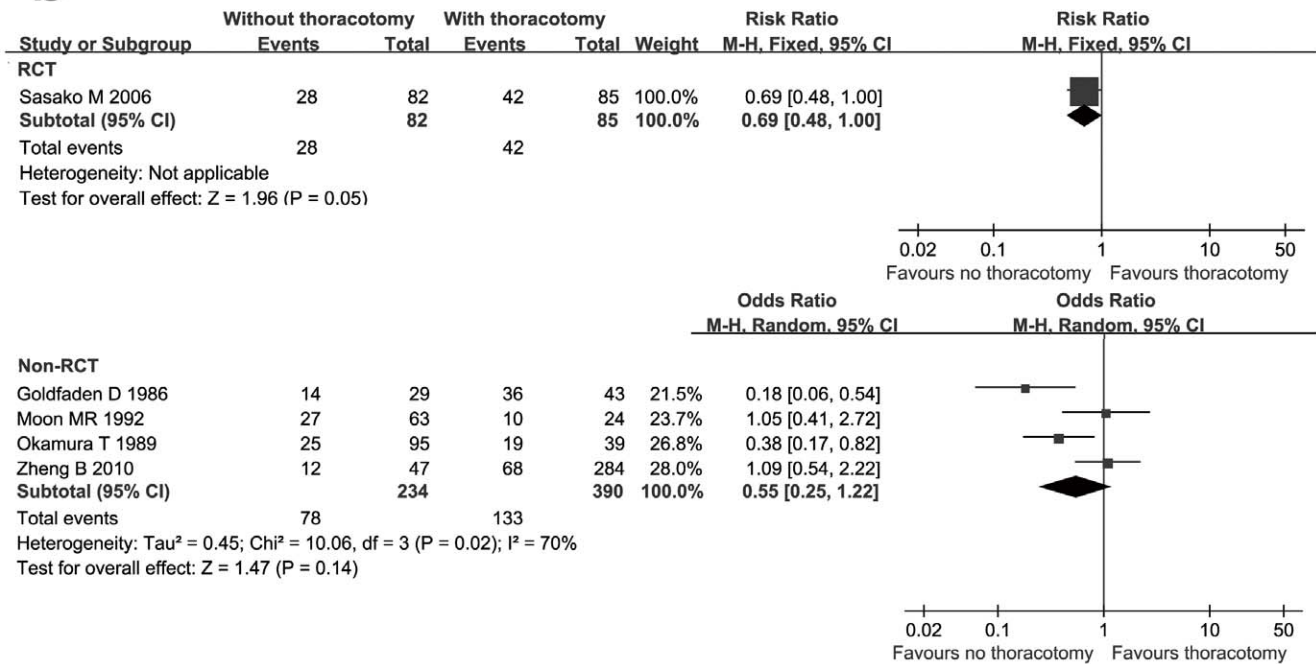 Without thoracotomy With thoracotomy Risk Ratio Risk Ratio
Study or Subgroup Events Total Events Total Weight M-H, Fixed, 95% CI M-H, Fixed, 95% CI
RCT
Sasako M 2006 28 82 42 85 100.0% 0.69 [0.48, 1.00]
Subtotal (95% CI) 82 85 100.0% 0.69 [0.48, 1.00]
Total events 28 42
Heterogeneity: Not applicable
Test for overall effect: Z = 1.96 (P = 0.05)
0.02 0.1 1 10 50
Favours no thoracotomy Favours thoracotomy
Odds Ratio Odds Ratio
M-H, Random, 95% CI M-H, Random, 95% CI
Non-RCT
Goldfaden D 1986 14 29 36 43 21.5% 0.18 [0.06, 0.54]
Moon MR 1992 27 63 10 24 23.7% 1.05 [0.41, 2.72]
Okamura T 1989 25 95 19 39 26.8% 0.38 [0.17, 0.82]
Zheng B 2010 12 47 68 284 28.0% 1.09 [0.54, 2.22]
Subtotal (95% CI) 234 390 100.0% 0.55 [0.25, 1.22]
Total events 78 133
Heterogeneity: Tau² = 0.45; Chi² = 10.06, df = 3 (P = 0.02); I² = 70%
Test for overall effect: Z = 1.47 (P = 0.14)
0.02 0.1 1 10 50
Favours no thoracotomy Favours thoracotomy